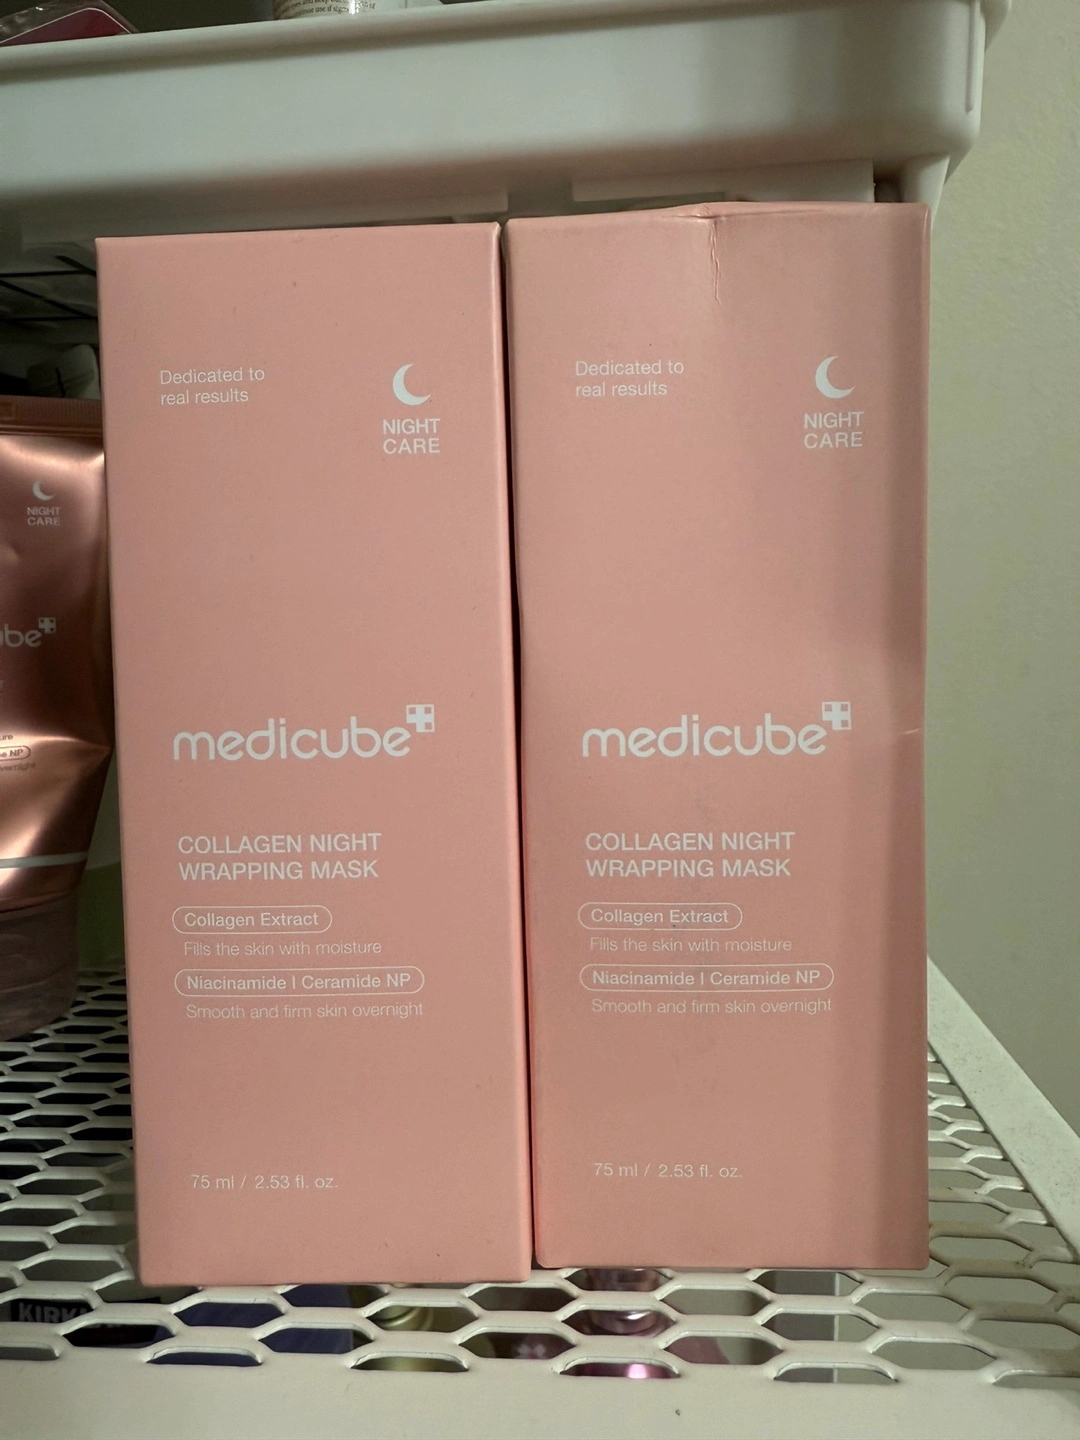 Dedicated to
real results
NIGHT
CARE
medicube
COLLAGEN NIGHT
WRAPPING MASK
Collagen Extract
Fills the skin with moisture
Niacinamide | Ceramide NP
Smooth and firm skin overnight
75 ml / 2.53 fl. oz.
Dedicated to
real results
NIGHT
CARE
medicube
COLLAGEN NIGHT
WRAPPING MASK
Collagen Extract
Fills the skin with moisture
Niacinamide | Ceramide NP
Smooth and firm skin overnight
75 ml / 2.53 fl. oz.
NIGHT
CARE
NP
overnight